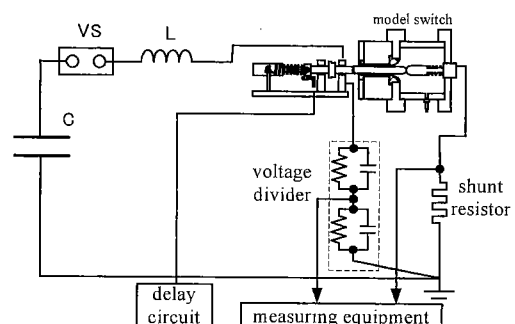 model switch
VS
L
C
voltage
divider
shunt
resistor
delay
circuit
measuring equipment